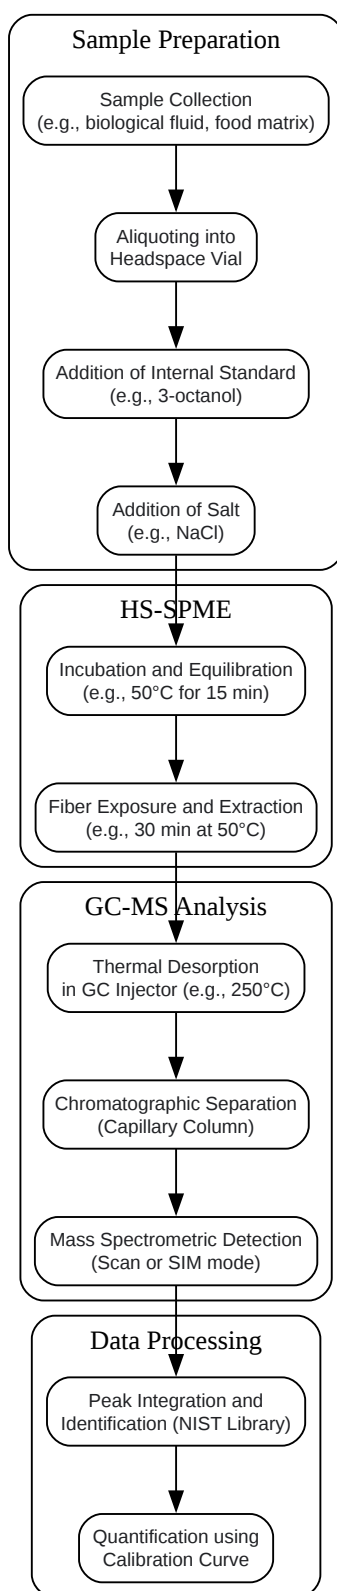 Sample Preparation
Sample Collection
(e.g., biological fluid, food matrix)
Aliquoting into
Headspace Vial
Addition of Internal Standard
(e.g., 3-octanol)
Addition of Salt
(e.g., NaCl)
HS-SPME
Incubation and Equilibration
(e.g., 50°C for 15 min)
Fiber Exposure and Extraction
(e.g., 30 min at 50°C)
GC-MS Analysis
Thermal Desorption
in GC Injector (e.g., 250°C)
Chromatographic Separation
(Capillary Column)
Mass Spectrometric Detection
(Scan or SIM mode)
Data Processing
Peak Integration and
Identification (NIST Library)
Quantification using
Calibration Curve